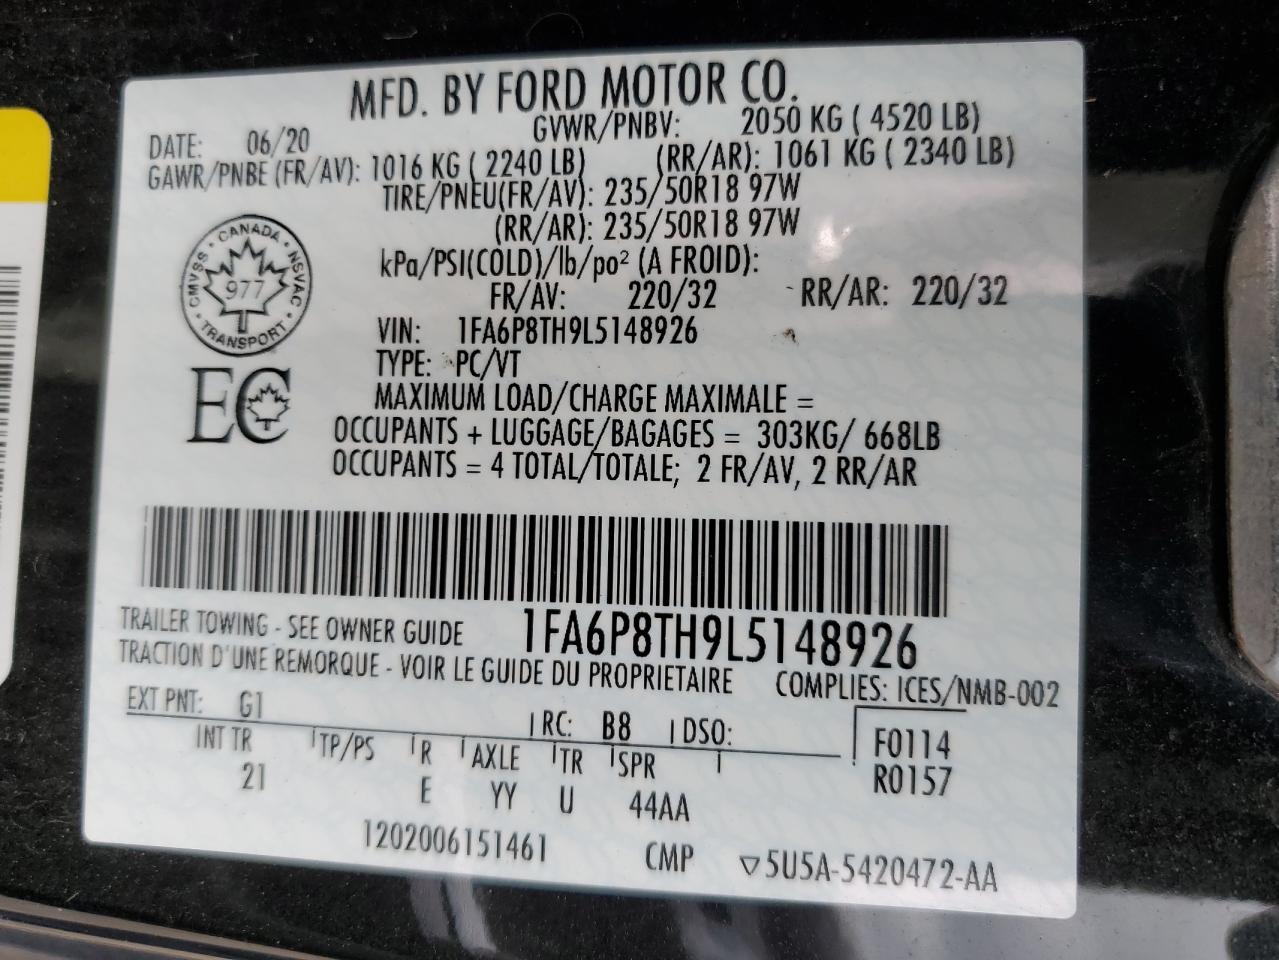 MFD. BY FORD MOTOR CO.
DATE: 06/20 GVWR/PNBV: 2050 KG ( 4520 LB)
GAWR/PNBE (FR/AV): 1016 KG ( 2240 LB) (RR/AR): 1061 KG ( 2340 LB)
TIRE/PNEU(FR/AV): 235/50R18 97W
(RR/AR): 235/50R18 97W
kPa/PSI(COLD)/lb/po² (A FROID):
FR/AV: 220/32 RR/AR: 220/32
CANADA
CMVSS NSVAC
977
TRANSPORT
VIN: 1FA6P8TH9L5148926
TYPE: PC/VT
EC
MAXIMUM LOAD/CHARGE MAXIMALE =
OCCUPANTS + LUGGAGE/BAGAGES = 303KG/ 668LB
OCCUPANTS = 4 TOTAL/TOTALE; 2 FR/AV, 2 RR/AR
TRAILER TOWING - SEE OWNER GUIDE 1FA6P8TH9L5148926
TRACTION D'UNE REMORQUE - VOIR LE GUIDE DU PROPRIETAIRE COMPLIES: ICES/NMB-002
EXT PNT: G1 RC: B8 DSO: F0114
INT TR TP/PS R AXLE TR SPR R0157
21 E YY U 44AA
1202006151461 CMP ▽5U5A-5420472-AA